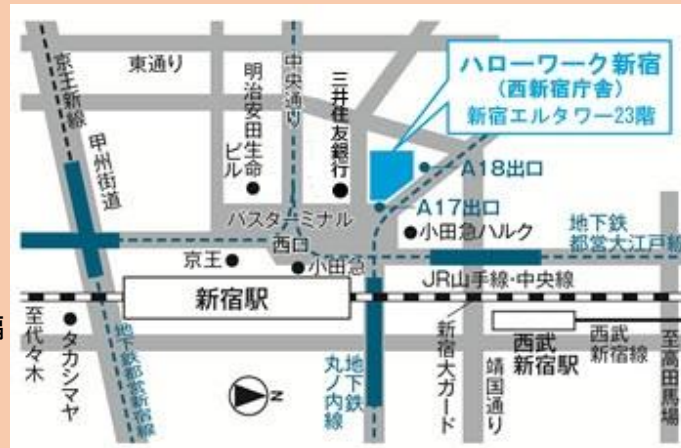 東通り
京王新線
甲州街道
明治安田生命
ビル
中央通り
三井住友銀行
ハローワーク新宿
(西新宿庁舎)
新宿エルタワー23階
A18出口
A17出口
バスターミナル
西口
小田急ハルク
地下鉄
都営大江戸線
京王
小田急
JR山手線・中央線
新宿駅
至代々木
タカシマヤ
地下鉄都営新宿線
N
地下鉄
丸ノ内線
新宿大ガード
靖国通り
西武
新宿駅
西武
新宿線
至高田馬場